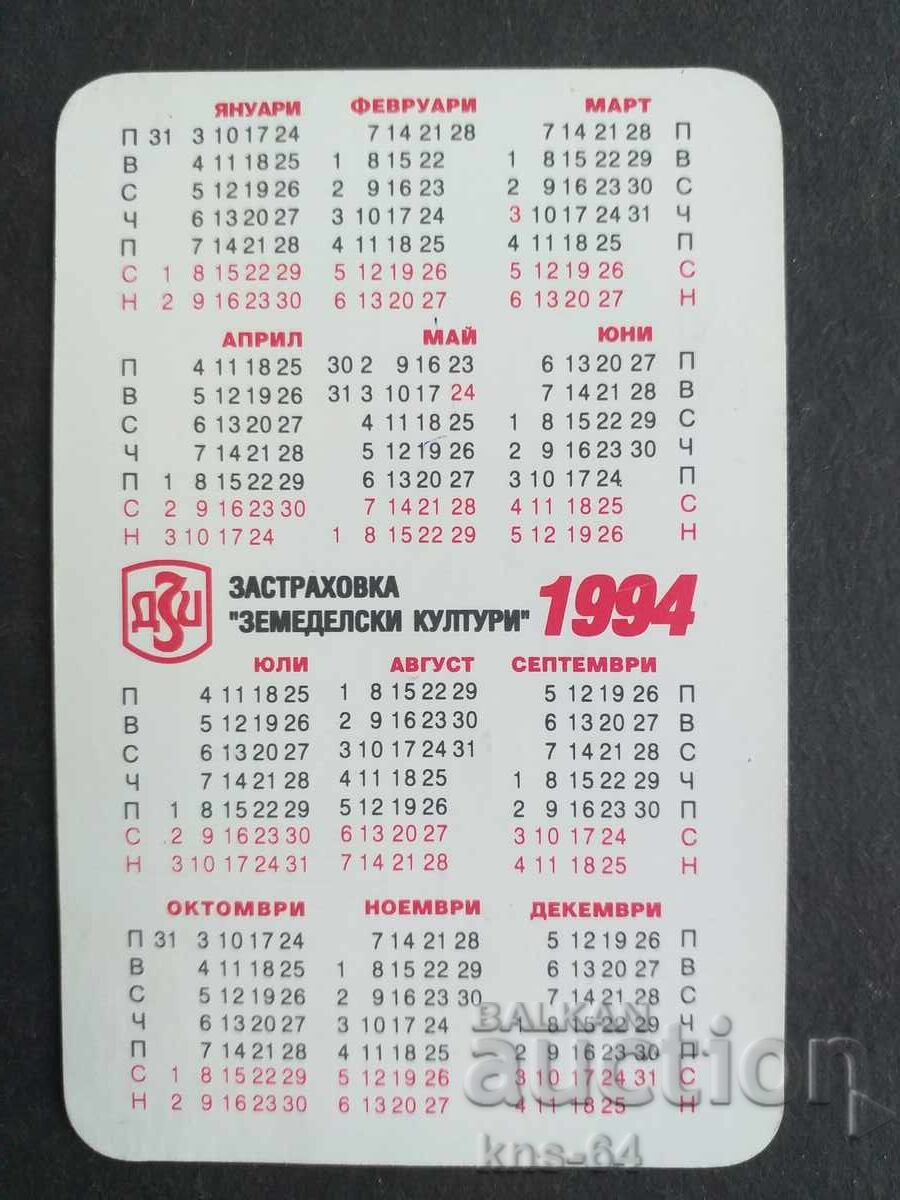 ЯНУАРИ ФЕВРУАРИ МАРТ
П 31 3 10 17 24 7 14 21 28 7 14 21 28 П
В 4 11 18 25 1 8 15 22 1 8 15 22 29 В
С 5 12 19 26 2 9 16 23 2 9 16 23 30 С
Ч 6 13 20 27 3 10 17 24 3 10 17 24 31 Ч
П 7 14 21 28 4 11 18 25 4 11 18 25 П
С 1 8 15 22 29 5 12 19 26 5 12 19 26 С
Н 2 9 16 23 30 6 13 20 27 6 13 20 27 Н
АПРИЛ МАЙ ЮНИ
П 4 11 18 25 30 2 9 16 23 6 13 20 27 П
В 5 12 19 26 31 3 10 17 24 7 14 21 28 В
С 6 13 20 27 4 11 18 25 1 8 15 22 29 С
Ч 7 14 21 28 5 12 19 26 2 9 16 23 30 Ч
П 1 8 15 22 29 6 13 20 27 3 10 17 24 П
С 2 9 16 23 30 7 14 21 28 4 11 18 25 С
Н 3 10 17 24 1 8 15 22 29 5 12 19 26 Н
ДЗИ ЗАСТРАХОВКА 1994
"ЗЕМЕДЕЛСКИ КУЛТУРИ"
ЮЛИ АВГУСТ СЕПТЕМВРИ
П 4 11 18 25 1 8 15 22 29 5 12 19 26 П
В 5 12 19 26 2 9 16 23 30 6 13 20 27 В
С 6 13 20 27 3 10 17 24 31 7 14 21 28 С
Ч 7 14 21 28 4 11 18 25 1 8 15 22 29 Ч
П 1 8 15 22 29 5 12 19 26 2 9 16 23 30 П
С 2 9 16 23 30 6 13 20 27 3 10 17 24 С
Н 3 10 17 24 31 7 14 21 28 4 11 18 25 Н
ОКТОМВРИ НОЕМВРИ ДЕКЕМВРИ
П 31 3 10 17 24 7 14 21 28 5 12 19 26 П
В 4 11 18 25 1 8 15 22 29 6 13 20 27 В
С 5 12 19 26 2 9 16 23 30 7 14 21 28 С
Ч 6 13 20 27 3 10 17 24 1 8 15 22 29 Ч
П 7 14 21 28 4 11 18 25 2 9 16 23 30 П
С 1 8 15 22 29 5 12 19 26 3 10 17 24 31 С
Н 2 9 16 23 30 6 13 20 27 4 11 18 25 Н
BALKAN
auction
kns-64